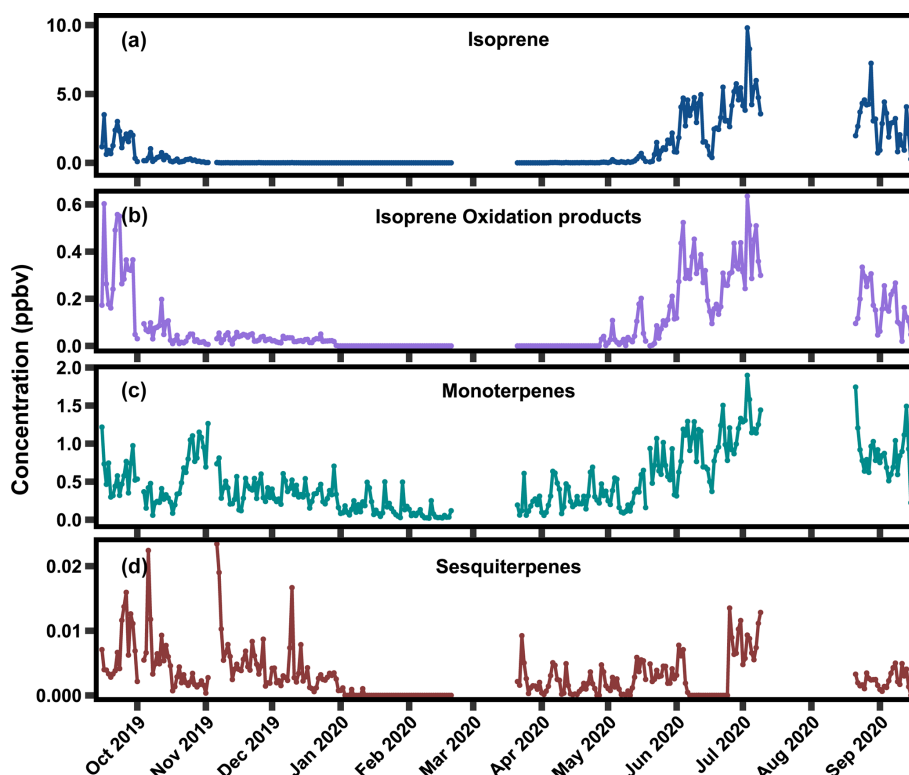 (a) Isoprene
10.0
5.0
0.0
(b) Isoprene Oxidation products
0.6
0.4
0.2
0.0
Concentration (ppbv)
(c) Monoterpenes
2.0
1.5
1.0
0.5
0.0
(d) Sesquiterpenes
0.02
0.01
0.000
Oct 2019
Nov 2019
Dec 2019
Jan 2020
Feb 2020
Mar 2020
Apr 2020
May 2020
Jun 2020
Jul 2020
Aug 2020
Sep 2020